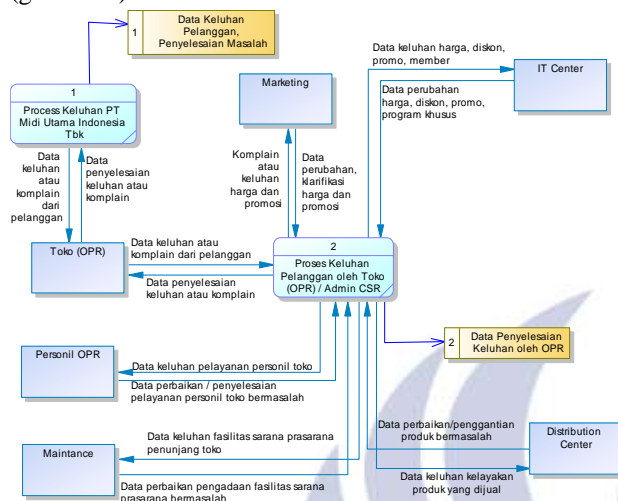 1
Data Keluhan
Pelanggan,
Penyelesaian Masalah
1
Process Keluhan PT
Midi Utama Indonesia
Tbk
Marketing
Data keluhan harga, diskon,
promo, member
IT Center
Data perubahan
harga, diskon, promo,
program khusus
Data
keluhan
atau
komplain
dari
pelanggan
Data
penyelesaian
keluhan atau
komplain
Komplain
atau
keluhan
harga dan
promosi
Data
perubahan,
klarifikasi
harga dan
promosi
Toko (OPR)
Data keluhan atau
komplain dari pelanggan
Data penyelesaian
keluhan atau komplain
2
Proses Keluhan
Pelanggan oleh Toko
(OPR) / Admin CSR
2
Data Penyelesaian
Keluhan oleh OPR
Personil OPR
Data keluhan pelayanan personil toko
Data perbaikan / penyelesaian
pelayanan personil toko bermasalah
Maintance
Data keluhan fasilitas sarana prasarana
penunjang toko
Data perbaikan pengadaan fasilitas sarana
prasarana bermasalah
Data perbaikan/penggantian
produk bermasalah
Distribution
Center
Data keluhan kelayakan
produk yang dijual